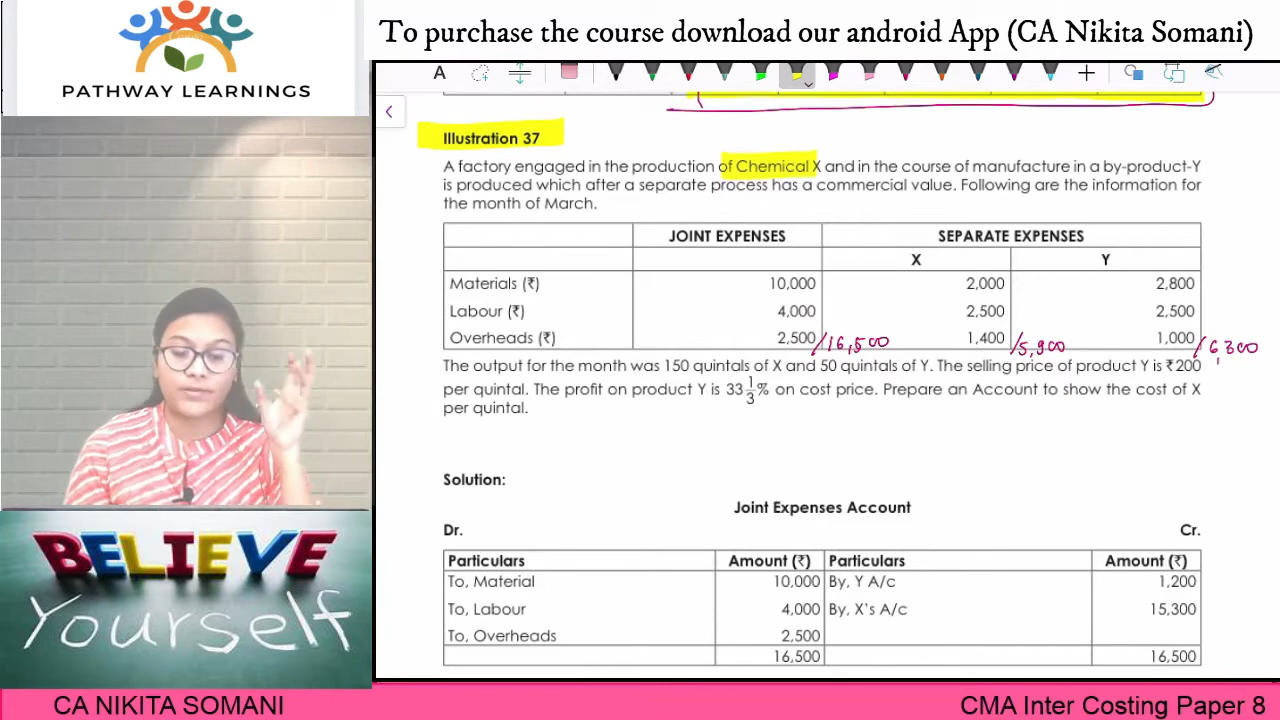 PATHWAY LEARNINGS
To purchase the course download our android App (CA Nikita Somani)
A
Illustration 37
A factory engaged in the production of Chemical X and in the course of manufacture in a by-product-Y
is produced which after a separate process has a commercial value. Following are the information for
the month of March.
JOINT EXPENSES SEPARATE EXPENSES
X Y
Materials (₹) 10,000 2,000 2,800
Labour (₹) 4,000 2,500 2,500
Overheads (₹) 2,500 /16,500 1,400 /5,900 1,000 /6,300
The output for the month was 150 quintals of X and 50 quintals of Y. The selling price of product Y is ₹200
per quintal. The profit on product Y is 33 1/3% on cost price. Prepare an Account to show the cost of X
per quintal.
Solution:
Joint Expenses Account
Dr. Cr.
Particulars Amount (₹) Particulars Amount (₹)
To, Material 10,000 By, Y A/c 1,200
To, Labour 4,000 By, X's A/c 15,300
To, Overheads 2,500
16,500 16,500
BELIEVE
Yourself
CA NIKITA SOMANI
CMA Inter Costing Paper 8